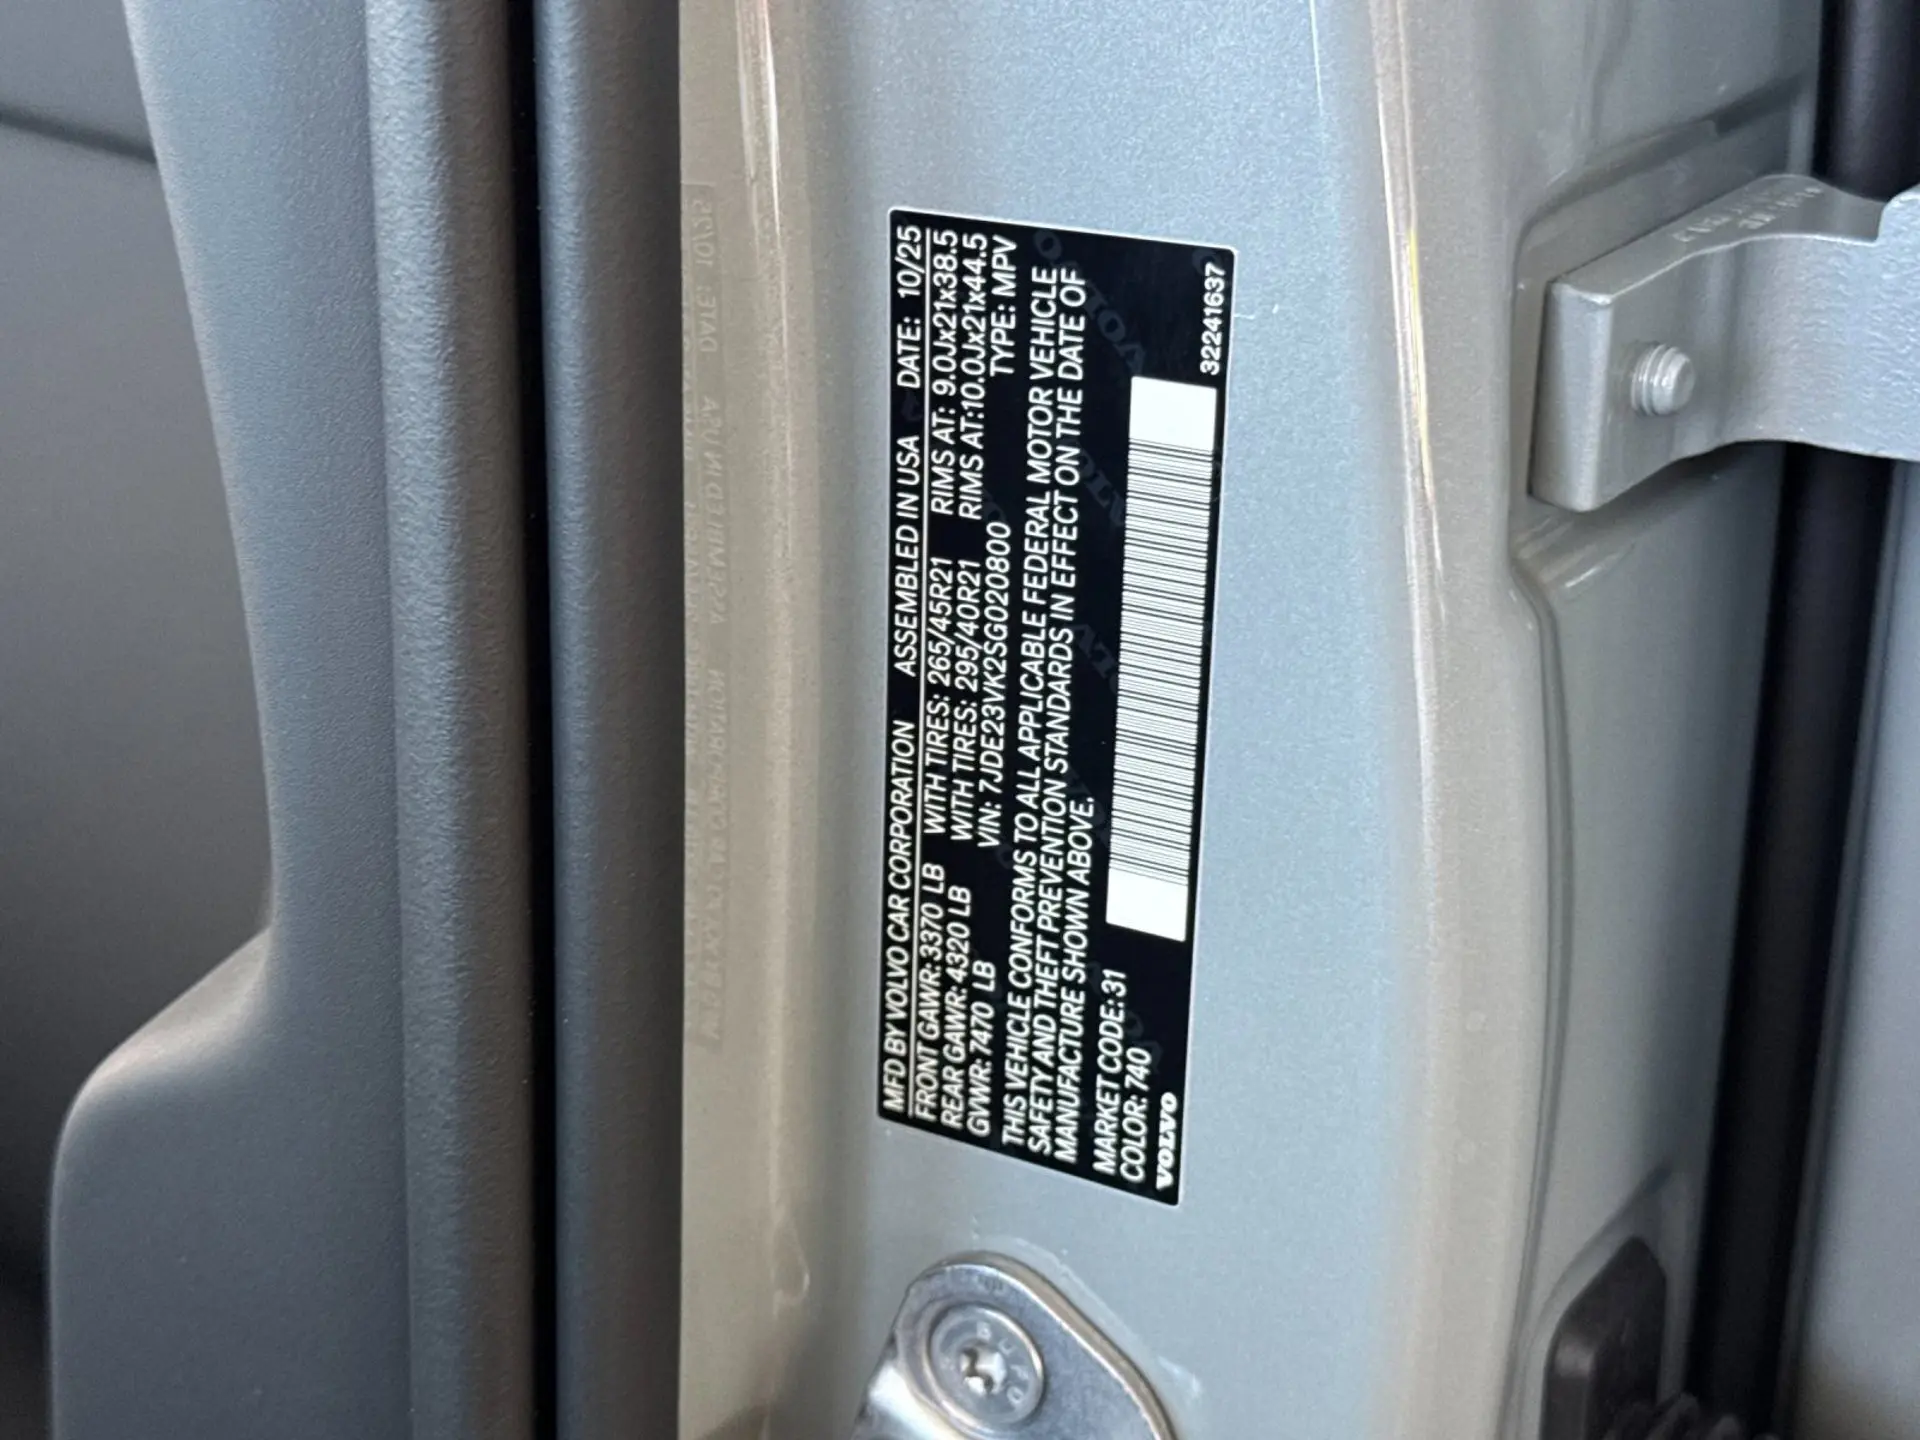 MFD BY VOLVO CAR CORPORATION ASSEMBLED IN USA DATE: 10/25
FRONT GAWR: 3370 LB WITH TIRES: 265/45R21 RIMS AT: 9.0Jx21x38.5
REAR GAWR: 4320 LB WITH TIRES: 295/40R21 RIMS AT:10.0Jx21x44.5
GVWR: 7470 LB VIN: 7JDE23VK2SG020800 TYPE: MPV
THIS VEHICLE CONFORMS TO ALL APPLICABLE FEDERAL MOTOR VEHICLE
SAFETY AND THEFT PREVENTION STANDARDS IN EFFECT ON THE DATE OF
MANUFACTURE SHOWN ABOVE.
MARKET CODE:31
COLOR: 740
VOLVO
32241637